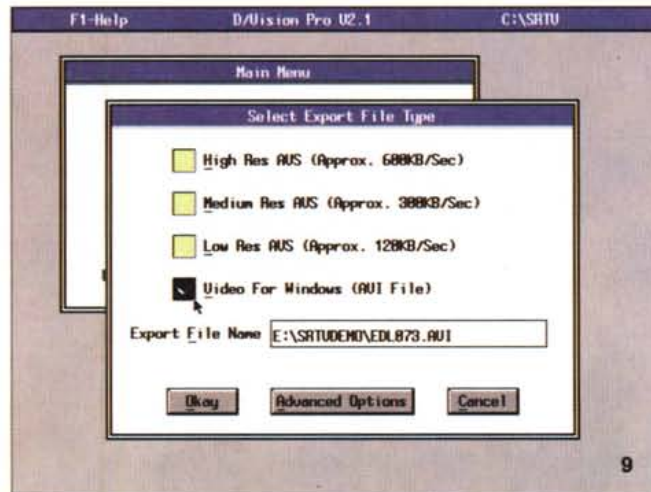 F1-Help D/Vision Pro V2.1 C:\SRTV
Main Menu
Select Export File Type
High Res AVS (Approx. 600KB/Sec)
Medium Res AVS (Approx. 300KB/Sec)
Low Res AVS (Approx. 120KB/Sec)
Video For Windows (AVI File)
Export File Name E:\SRTVDEMO\EDL073.AVI
Okay Advanced Options Cancel
9